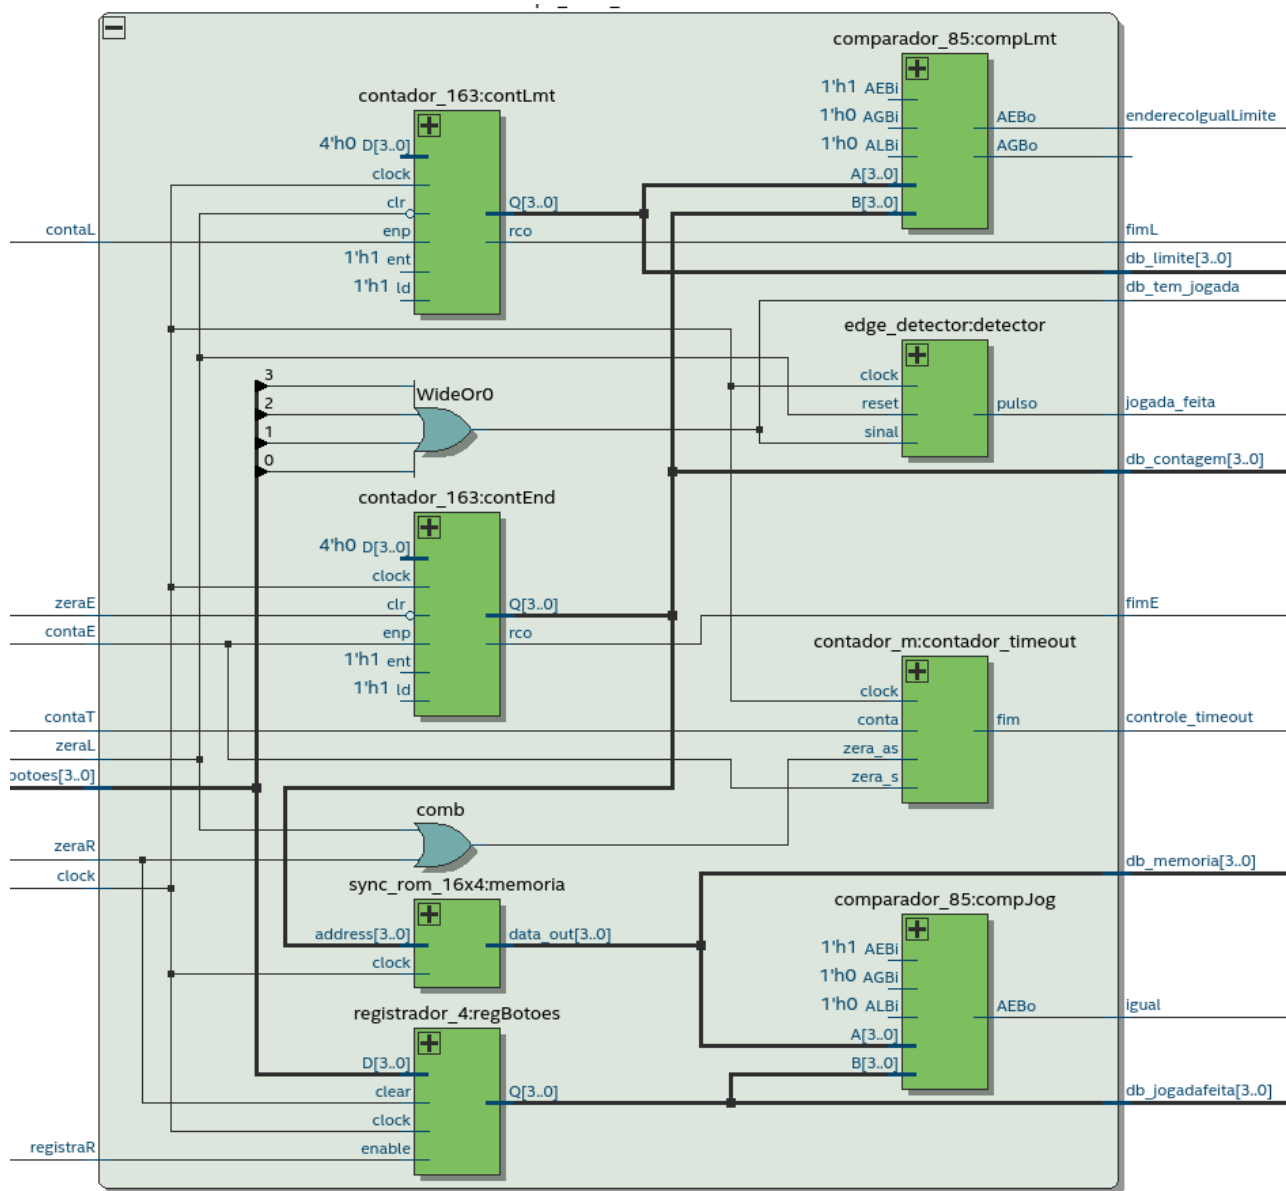 comparador_85:compLmt
1'h1 AEBi
1'h0 AGBi
1'h0 ALBi
A[3..0]
B[3..0]
AEBo
AGBo
enderecoIgualLimite
contador_163:contLmt
4'h0 D[3..0]
clock
clr
enp
1'h1 ent
1'h1 ld
Q[3..0]
rco
contaL
fimL
db_limite[3..0]
db_tem_jogada
edge_detector:detector
clock
reset
sinal
pulso
jogada_feita
db_contagem[3..0]
3
2
1
0
WideOr0
contador_163:contEnd
4'h0 D[3..0]
clock
clr
enp
1'h1 ent
1'h1 ld
Q[3..0]
rco
zeraE
contaE
fimE
contador_m:contador_timeout
clock
conta
zera_as
zera_s
fim
controle_timeout
contaT
zeraL
botoes[3..0]
comb
zeraR
clock
db_memoria[3..0]
sync_rom_16x4:memoria
address[3..0]
clock
data_out[3..0]
comparador_85:compJog
1'h1 AEBi
1'h0 AGBi
1'h0 ALBi
A[3..0]
B[3..0]
AEBo
igual
registrador_4:regBotoes
D[3..0]
clear
clock
enable
Q[3..0]
db_jogadafeita[3..0]
registraR